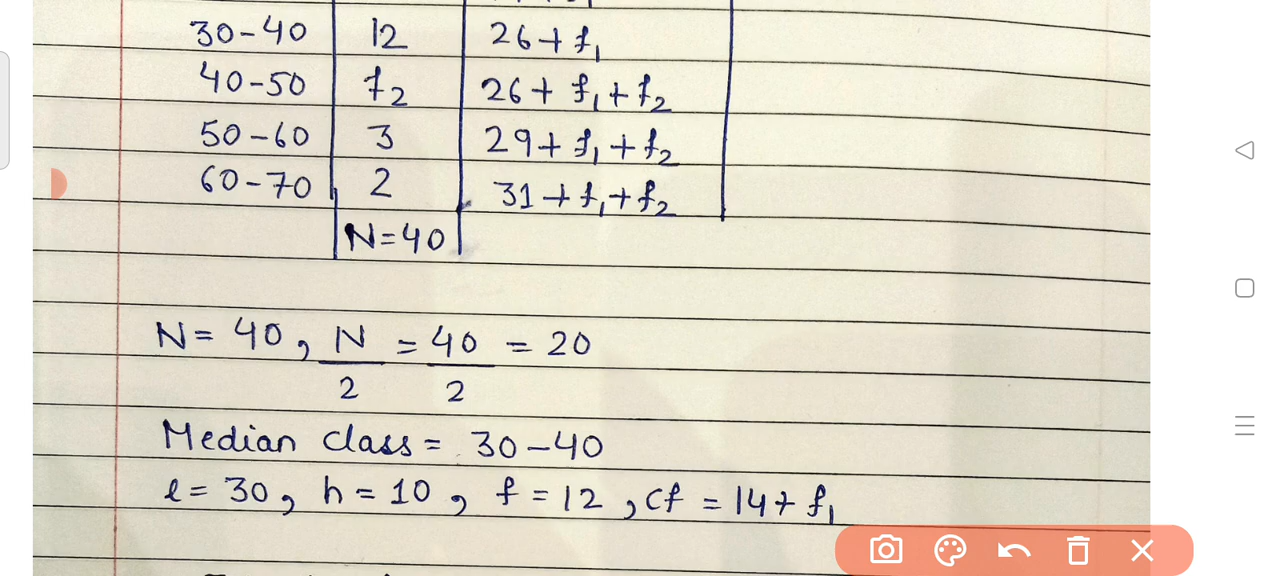 30-40 12 26+f₁
40-50 f₂ 26+f₁+f₂
50-60 3 29+f₁+f₂
60-70 2 31+f₁+f₂
N=40
N= 40, N/2 = 40/2 = 20
Median class = 30-40
l = 30, h = 10, f = 12, cf = 14+f₁